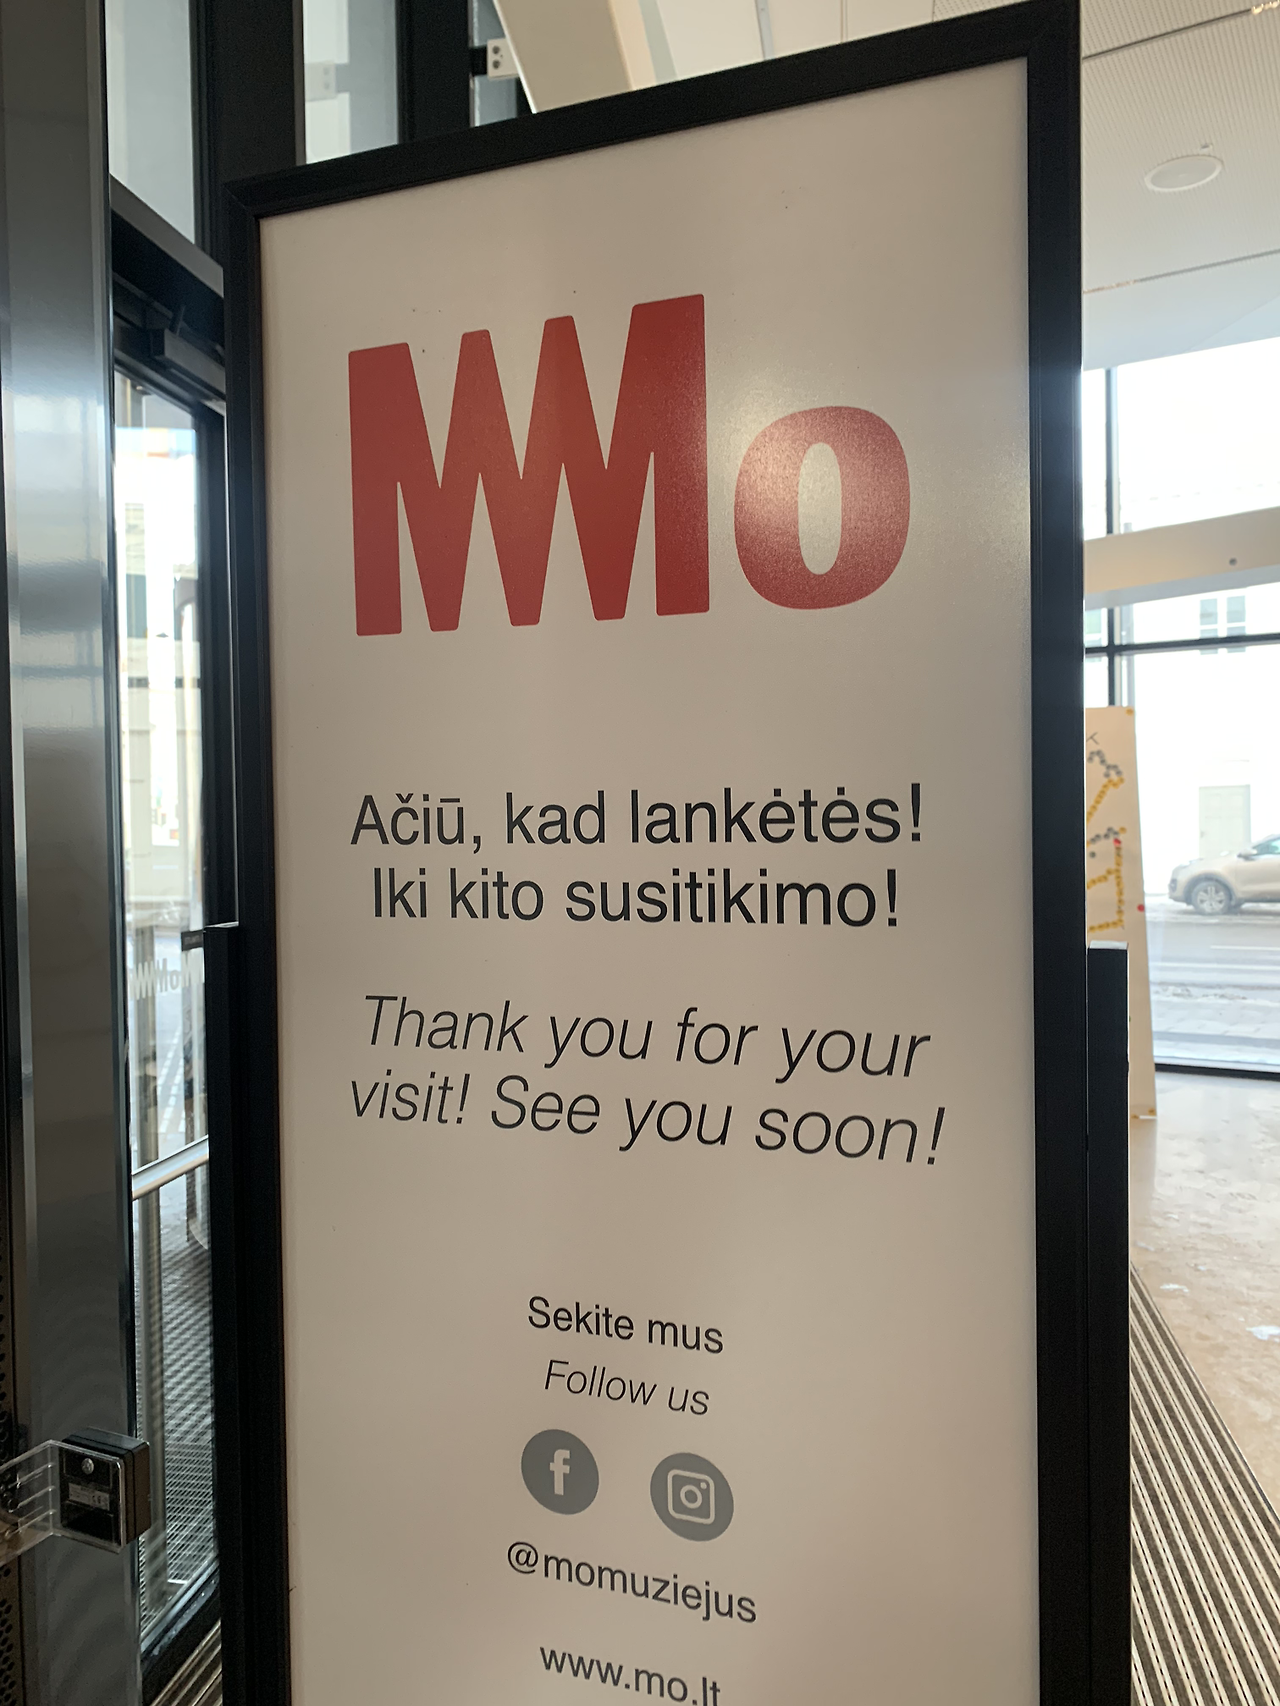 Mo
Ačiū, kad lankėtės!
Iki kito susitikimo!
Thank you for your
visit! See you soon!
Sekite mus
Follow us
@momuziejus
www.mo.lt